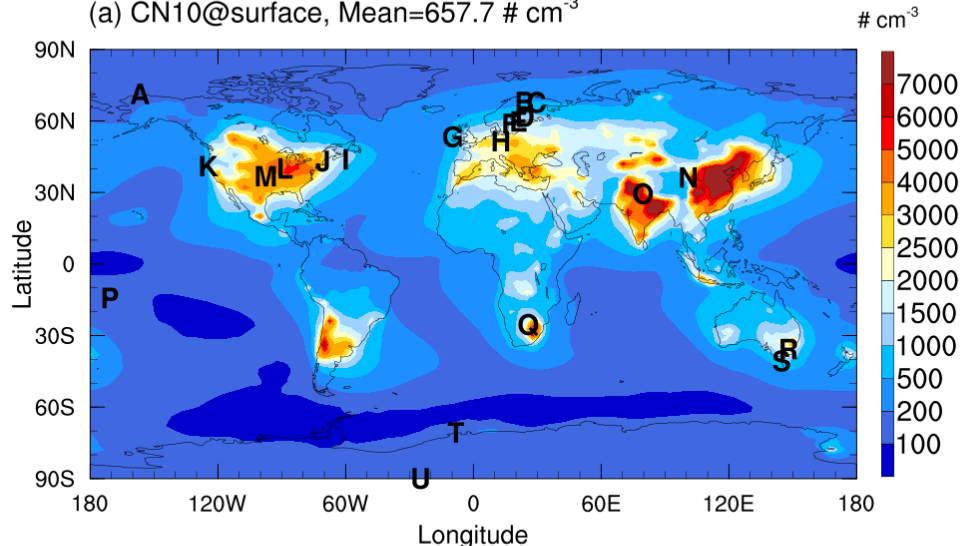 (a) CN10@surface, Mean=657.7 # cm⁻³
# cm⁻³
90N
A
B C
60N
D
F E
G
H
K
M L
J I
30N
N
O
0
P
Q
30S
R
S
60S
T
U
90S
180 120W 60W 0 60E 120E 180
Longitude
Latitude
7000
6000
5000
4000
3000
2500
2000
1500
1000
500
200
100